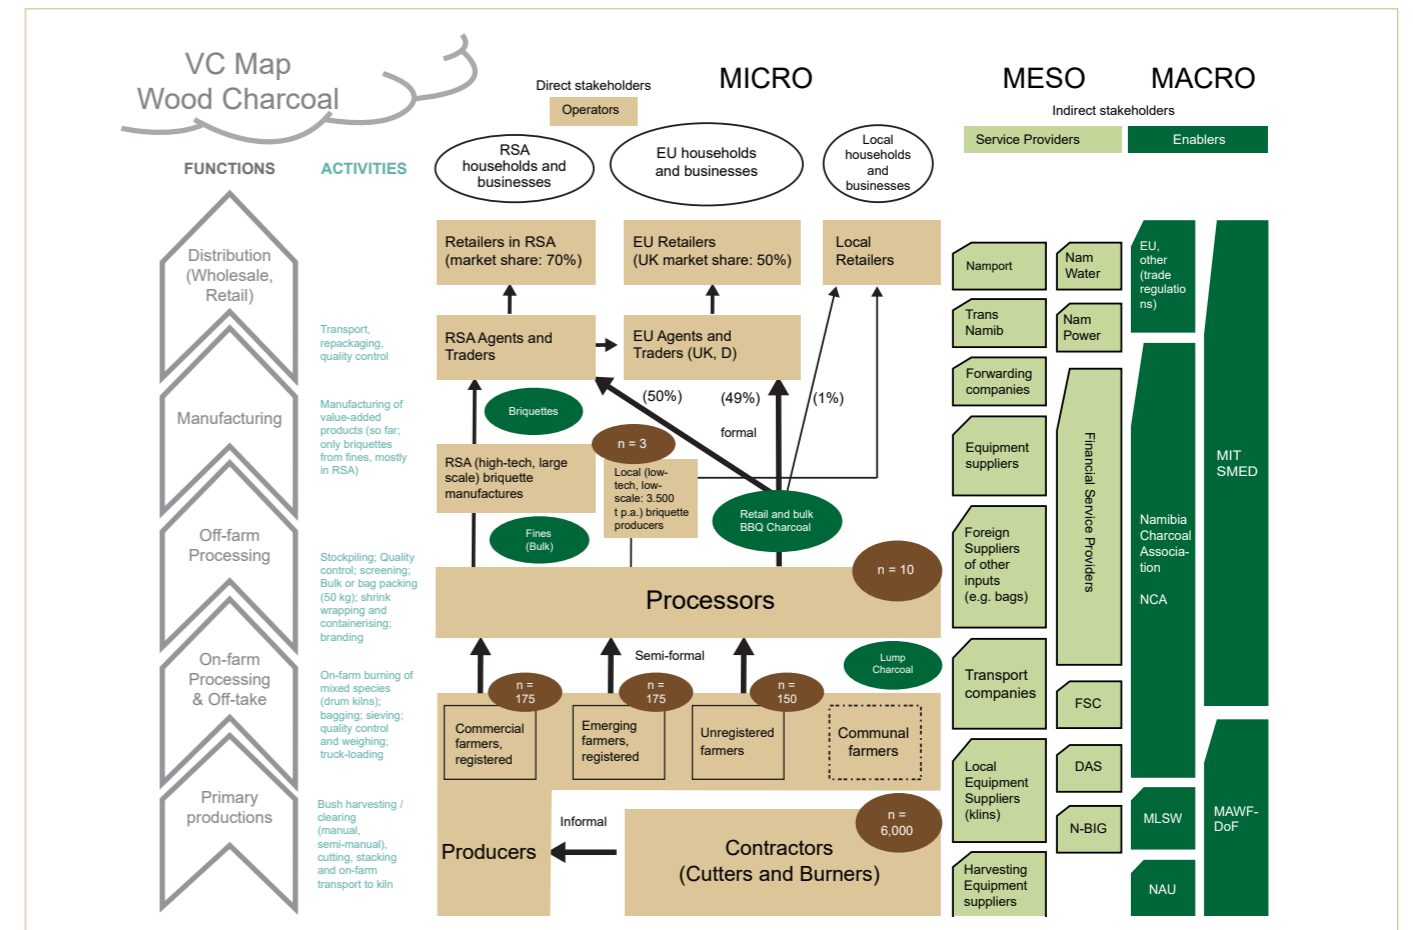 VC Map
Wood Charcoal
FUNCTIONS
ACTIVITIES
Direct stakeholders
Operators
MICRO
MESO
MACRO
Indirect stakeholders
Service Providers
Enablers
RSA
households and
businesses
EU households
and businesses
Local
households
and
businesses
Distribution
(Wholesale,
Retail)
Manufacturing
Off-farm
Processing
On-farm
Processing
& Off-take
Primary
productions
Transport,
repackaging,
quality control
Manufacturing of
value-added
products (so far;
only briquettes
from fines, mostly
in RSA)
Stockpiling; Quality
control; screening;
Bulk or bag packing
(50 kg); shrink
wrapping and
containerising;
branding
On-farm burning of
mixed species
(drum kilns);
bagging; sieving;
quality control
and weighing;
truck-loading
Bush harvesting /
clearing
(manual,
semi-manual),
cutting, stacking
and on-farm
transport to kiln
Retailers in RSA
(market share: 70%)
EU Retailers
(UK market share: 50%)
Local
Retailers
RSA Agents and
Traders
EU Agents and
Traders (UK, D)
(50%)
(49%)
(1%)
formal
Briquettes
n = 3
RSA (high-tech, large
scale) briquette
manufactures
Local (low-
tech, low-
scale: 3.500
t p.a.) briquette
producers
Retail and bulk
BBQ Charcoal
Fines
(Bulk)
n = 10
Processors
Semi-formal
Lump
Charcoal
n =
175
n =
175
n =
150
Commercial
farmers,
registered
Emerging
farmers,
registered
Unregistered
farmers
Communal
farmers
n =
6,000
Informal
Producers
Contractors
(Cutters and Burners)
Namport
Trans
Namib
Forwarding
companies
Equipment
suppliers
Foreign
Suppliers
of other
inputs
(e.g. bags)
Transport
companies
Local
Equipment
Suppliers
(klins)
Harvesting
Equipment
suppliers
Nam
Water
Nam
Power
Financial Service Providers
FSC
DAS
N-BIG
EU,
other
(trade
regulatio
ns)
Namibia
Charcoal
Associa-
tion
NCA
MLSW
NAU
MIT
SMED
MAWF-
DoF